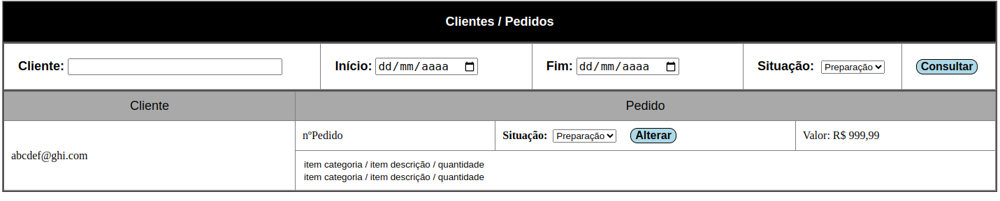 Clientes / Pedidos
Cliente: Início: dd/mm/aaaa Fim: dd/mm/aaaa Situação: Preparação Consultar
Cliente Pedido
nºPedido Situação: Preparação Alterar Valor: R$ 999,99
abcdef@ghi.com
item categoria / item descrição / quantidade
item categoria / item descrição / quantidade